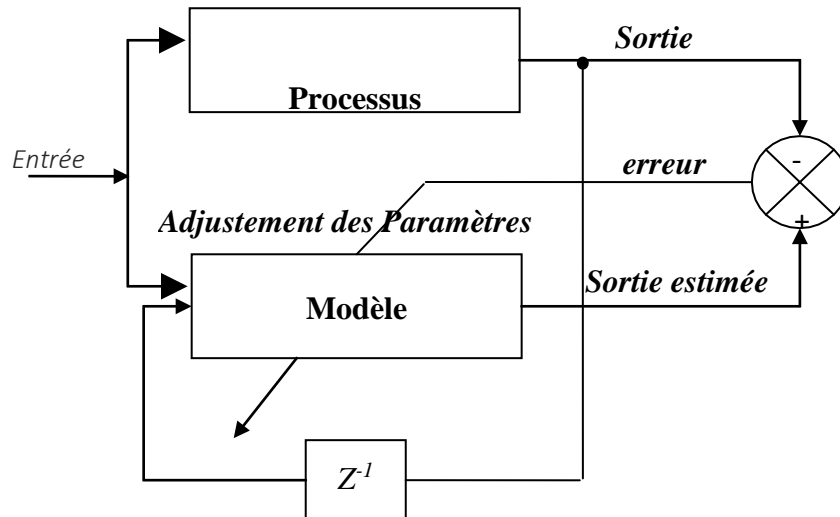 Sortie
Processus
-
Entrée
erreur
Adjustement des Paramètres
+
Sortie estimée
Modèle
Z-1